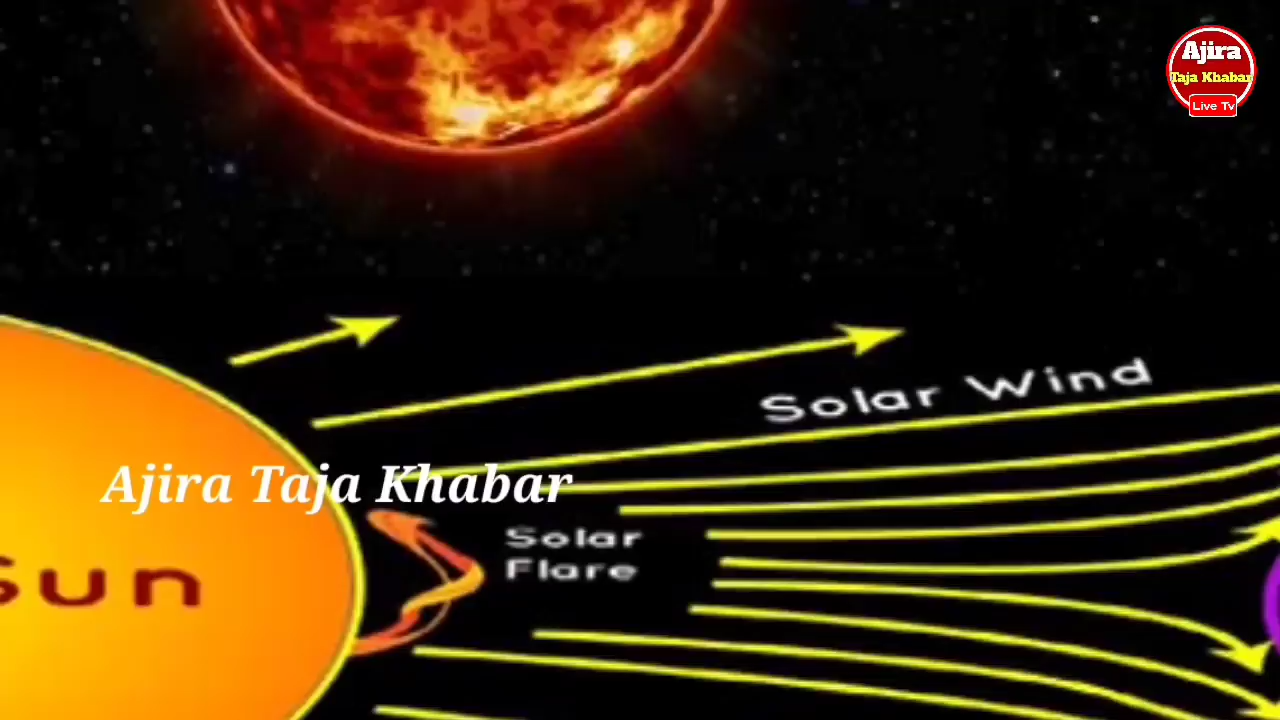 Ajira
Taja Khabar
Live Tv
Solar Wind
Ajira Taja Khabar
Solar
Flare
Sun